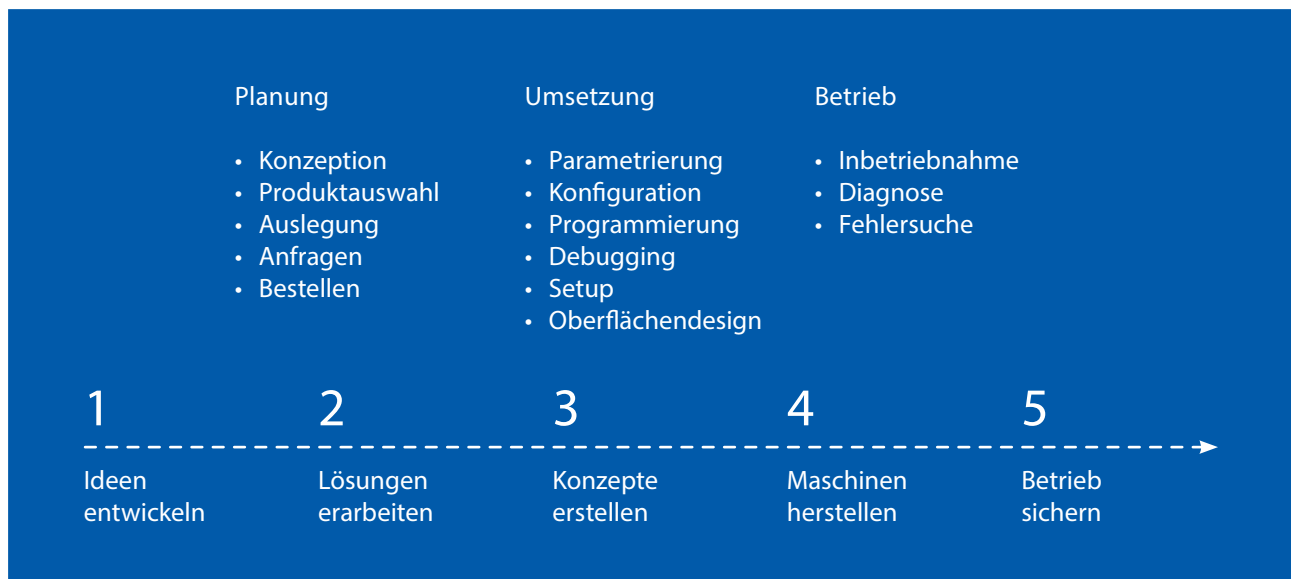 Planung
• Konzeption
• Produktauswahl
• Auslegung
• Anfragen
• Bestellen
Umsetzung
• Parametrierung
• Konfiguration
• Programmierung
• Debugging
• Setup
• Oberflächendesign
Betrieb
• Inbetriebnahme
• Diagnose
• Fehlersuche
1
Ideen
entwickeln
2
Lösungen
erarbeiten
3
Konzepte
erstellen
4
Maschinen
herstellen
5
Betrieb
sichern